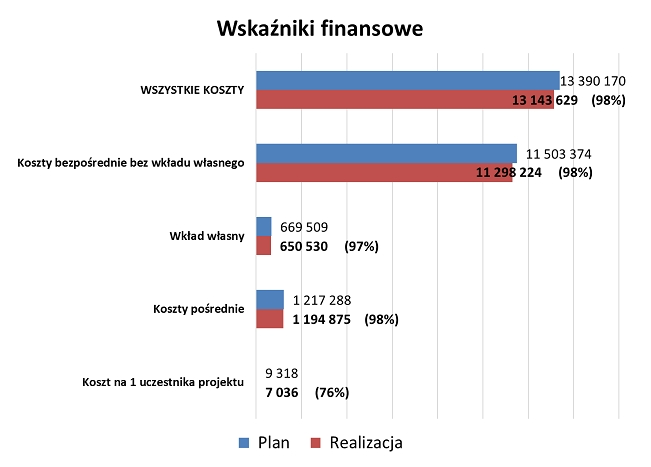 Wskaźniki finansowe
WSZYSTKIE KOSZTY
13 390 170
13 143 629 (98%)
Koszty bezpośrednie bez wkładu własnego
11 503 374
11 298 224 (98%)
Wkład własny
669 509
650 530 (97%)
Koszty pośrednie
1 217 288
1 194 875 (98%)
Koszt na 1 uczestnika projektu
9 318
7 036 (76%)
Plan Realizacja